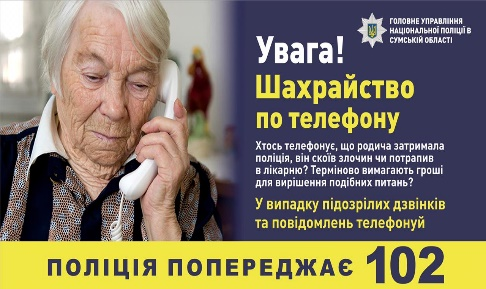 ГОЛОВНЕ УПРАВЛІННЯ
НАЦІОНАЛЬНОЇ ПОЛІЦІЇ В
СУМСЬКІЙ ОБЛАСТІ
Увага!
Шахрайство
по телефону
Хтось телефонує, що родича затримала
поліція, він скоїв злочин чи потрапив
в лікарню? Терміново вимагають гроші
для вирішення подібних питань?
У випадку підозрілих дзвінків
та повідомлень телефонуй
ПОЛІЦІЯ ПОПЕРЕДЖАЄ 102